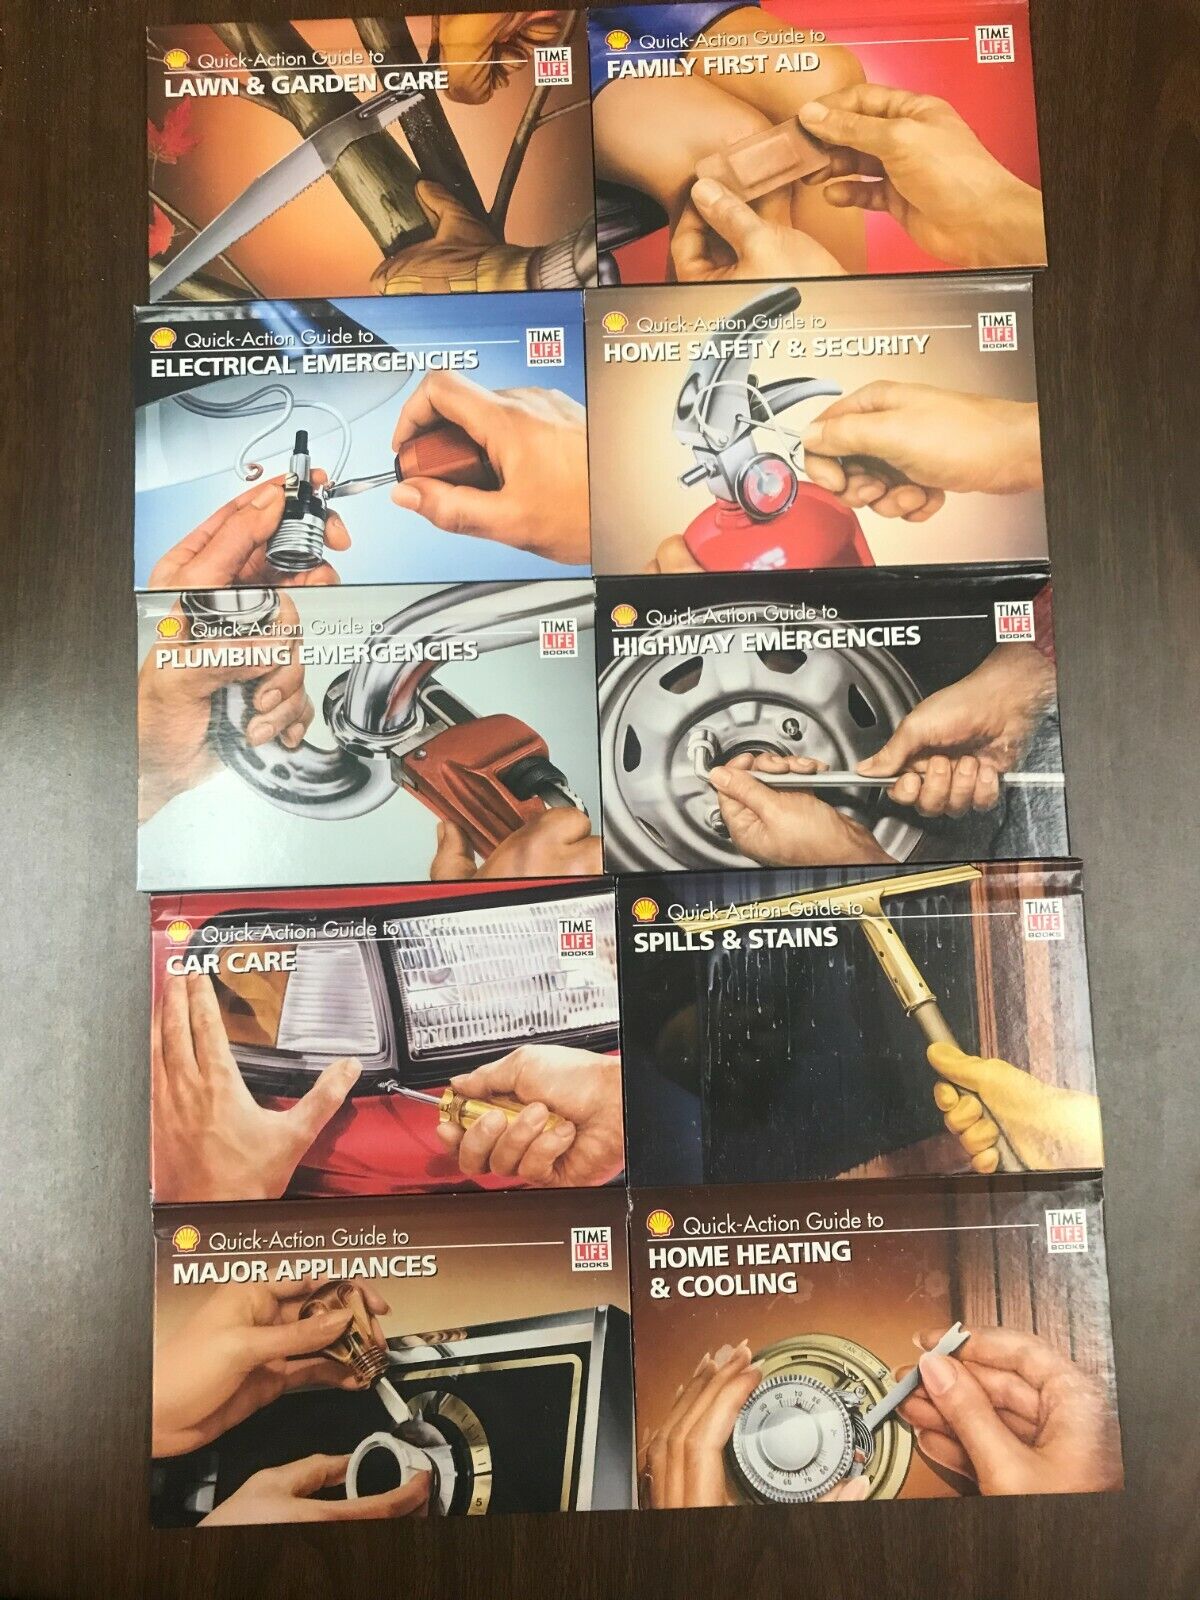 Quick-Action Guide to
LAWN & GARDEN CARE
TIME
LIFE
BOOKS
Quick-Action Guide to
FAMILY FIRST AID
TIME
LIFE
BOOKS
Quick-Action Guide to
ELECTRICAL EMERGENCIES
TIME
LIFE
BOOKS
Quick-Action Guide to
HOME SAFETY & SECURITY
TIME
LIFE
BOOKS
Quick-Action Guide to
PLUMBING EMERGENCIES
TIME
LIFE
BOOKS
Quick-Action Guide to
HIGHWAY EMERGENCIES
TIME
LIFE
BOOKS
Quick-Action Guide to
CAR CARE
TIME
LIFE
BOOKS
Quick-Action Guide to
SPILLS & STAINS
TIME
LIFE
BOOKS
Quick-Action Guide to
MAJOR APPLIANCES
TIME
LIFE
BOOKS
5
Quick-Action Guide to
HOME HEATING
& COOLING
TIME
LIFE
BOOKS